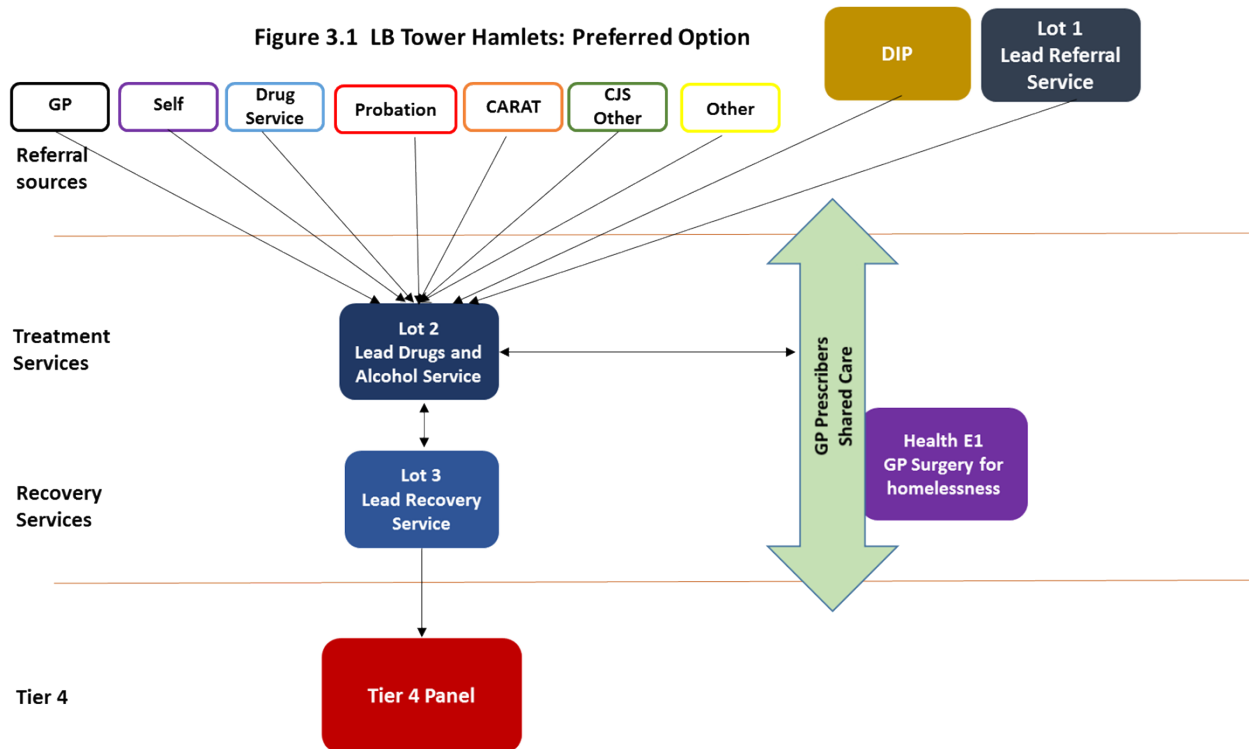 Figure 3.1 LB Tower Hamlets: Preferred Option
DIP
Lot 1
Lead Referral
Service
GP
Self
Drug
Service
Probation
CARAT
CJS
Other
Other
Referral
sources
Treatment
Services
Lot 2
Lead Drugs and
Alcohol Service
GP Prescribers
Shared Care
Health E1
GP Surgery for
homelessness
Recovery
Services
Lot 3
Lead Recovery
Service
Tier 4
Tier 4 Panel